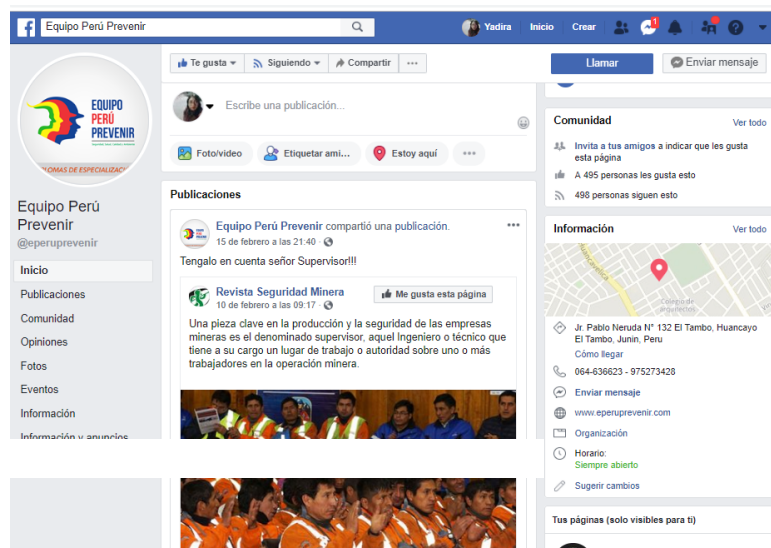 Equipo Perú Prevenir
Yadira
Inicio
Crear
Te gusta
Siguiendo
Compartir
Llamar
Enviar mensaje
EQUIPO
PERÚ
PREVENIR
Equipo Perú
Prevenir
@eperuprevenir
Inicio
Publicaciones
Comunidad
Opiniones
Fotos
Eventos
Información
Información y anuncios
Escribe una publicación...
Foto/video
Etiquetar ami...
Estoy aquí
Publicaciones
Equipo Perú Prevenir compartió una publicación.
15 de febrero a las 21:40 ·
Tengalo en cuenta señor Supervisor!!!
Revista Seguridad Minera
10 de febrero a las 09:17 ·
Me gusta esta página
Una pieza clave en la producción y la seguridad de las empresas
mineras es el denominado supervisor, aquel Ingeniero o técnico que
tiene a su cargo un lugar de trabajo o autoridad sobre uno o más
trabajadores en la operación minera.
Comunidad
Ver todo
Invita a tus amigos a indicar que les gusta
esta página
A 495 personas les gusta esto
498 personas siguen esto
Información
Ver todo
Huancavelica
Colegio de
arquitectos
Jr. Pablo Neruda N° 132 El Tambo, Huancayo
El Tambo, Junin, Peru
Cómo llegar
064-636623 - 975273428
Enviar mensaje
www.eperuprevenir.com
Organización
Horario:
Siempre abierto
Sugerir cambios
Tus páginas (solo visibles para ti)